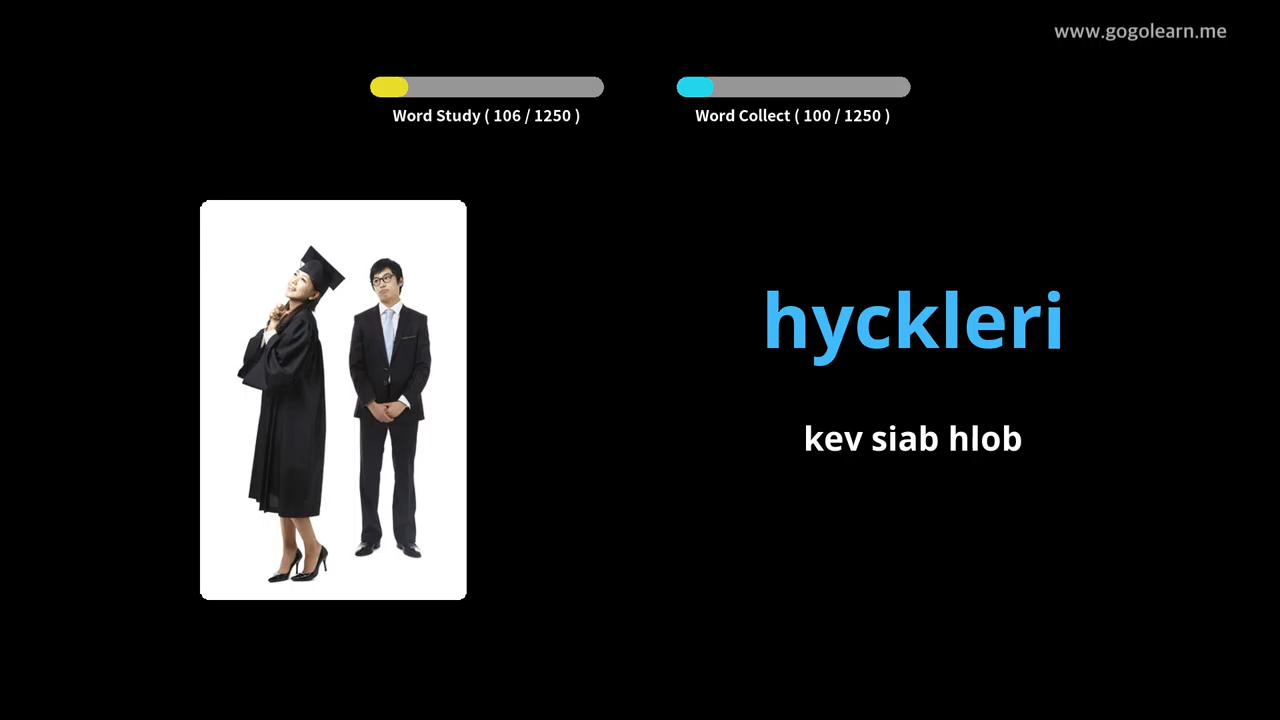 www.gogolearn.me
Word Study ( 106 / 1250 )
Word Collect ( 100 / 1250 )
hyckleri
kev siab hlob